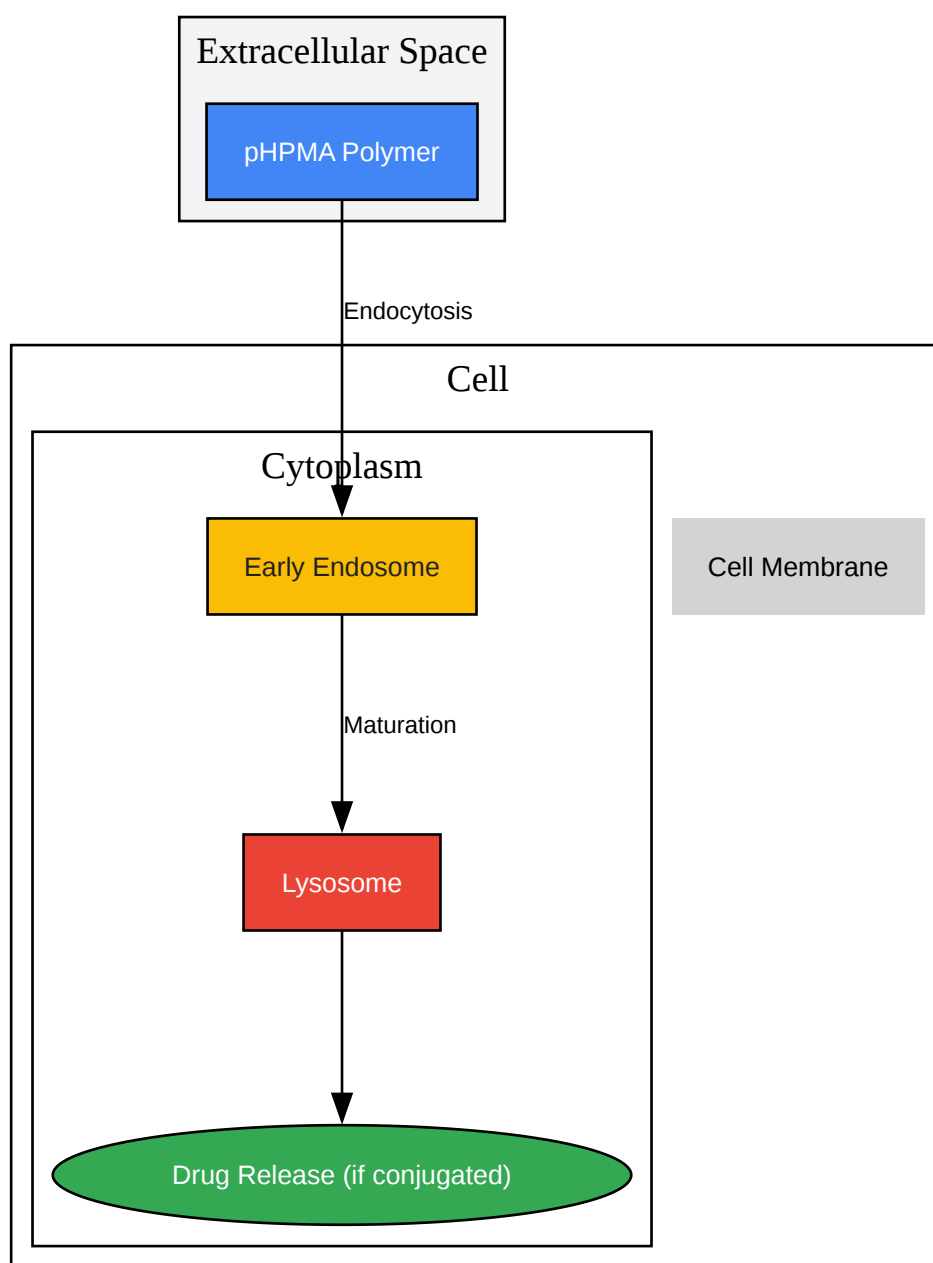 Extracellular Space
pHPMA Polymer
Endocytosis
Cell
Cytoplasm
Early Endosome
Cell Membrane
Maturation
Lysosome
Drug Release (if conjugated)